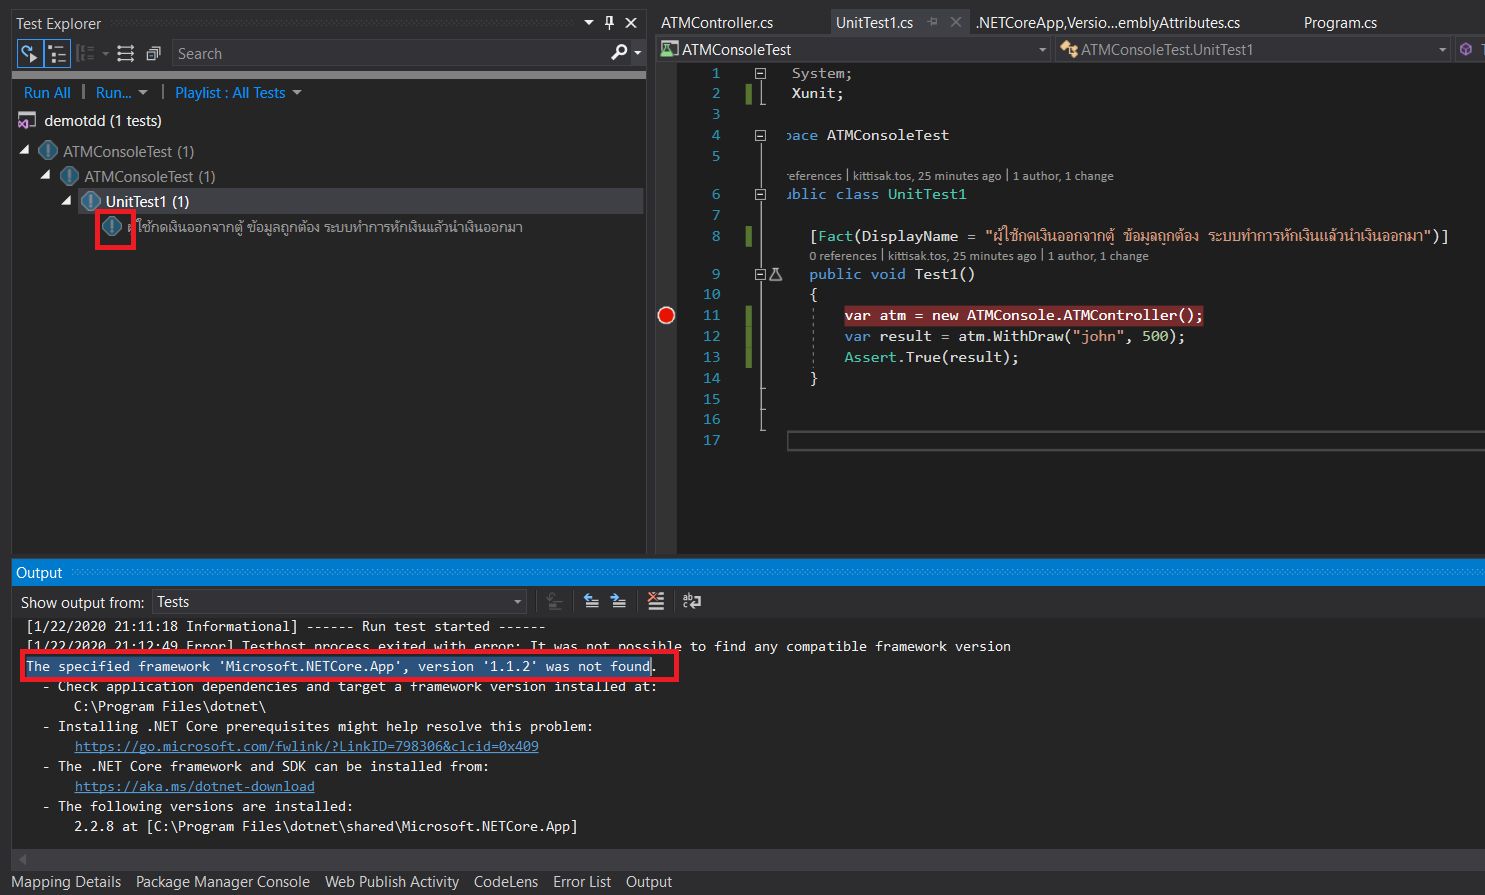 Test Explorer
Search
Run All | Run... | Playlist : All Tests
demotdd (1 tests)
ATMConsoleTest (1)
ATMConsoleTest (1)
UnitTest1 (1)
ผู้ใช้กดเงินออกจากตู้ ข้อมูลถูกต้อง ระบบทำการหักเงินแล้วนำเงินออกมา
ATMController.cs UnitTest1.cs .NETCoreApp,Versio...emblyAttributes.cs Program.cs
ATMConsoleTest ATMConsoleTest.UnitTest1
1 System;
2 Xunit;
3
4 pace ATMConsoleTest
5
references | kittisak.tos, 25 minutes ago | 1 author, 1 change
6 ublic class UnitTest1
7
8 [Fact(DisplayName = "ผู้ใช้กดเงินออกจากตู้ ข้อมูลถูกต้อง ระบบทำการหักเงินแล้วนำเงินออกมา")]
0 references | kittisak.tos, 25 minutes ago | 1 author, 1 change
9 public void Test1()
10 {
11 var atm = new ATMConsole.ATMController();
12 var result = atm.WithDraw("john", 500);
13 Assert.True(result);
14 }
15
16
17
Output
Show output from: Tests
[1/22/2020 21:11:18 Informational] ------ Run test started ------
[1/22/2020 21:12:49 Error] Testhost process exited with error: It was not possible to find any compatible framework version
The specified framework 'Microsoft.NETCore.App', version '1.1.2' was not found.
- Check application dependencies and target a framework version installed at:
C:\Program Files\dotnet\
- Installing .NET Core prerequisites might help resolve this problem:
https://go.microsoft.com/fwlink/?LinkID=798306&clcid=0x409
- The .NET Core framework and SDK can be installed from:
https://aka.ms/dotnet-download
- The following versions are installed:
2.2.8 at [C:\Program Files\dotnet\shared\Microsoft.NETCore.App]
Mapping Details Package Manager Console Web Publish Activity CodeLens Error List Output